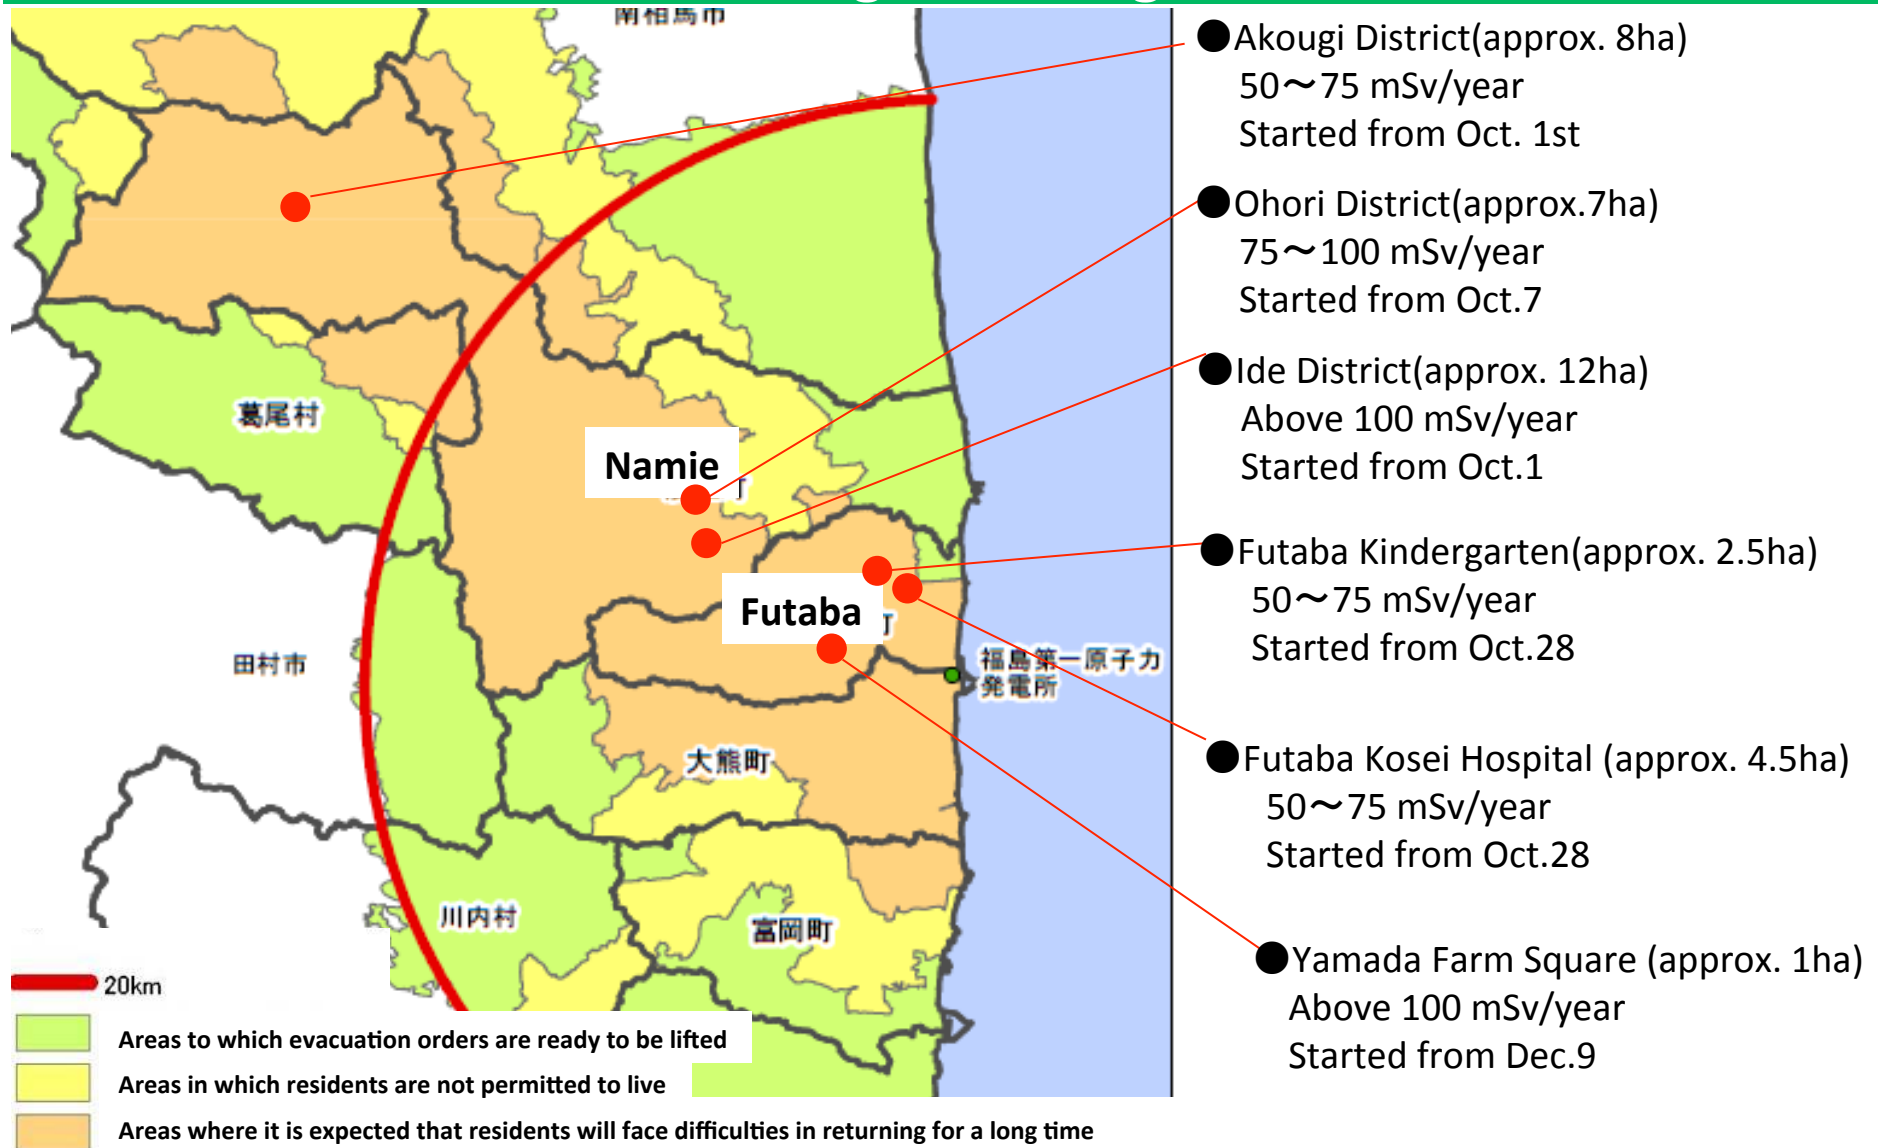 南相馬市
●Akougi District(approx. 8ha)
50~75 mSv/year
Started from Oct. 1st
●Ohori District(approx.7ha)
75~100 mSv/year
Started from Oct.7
●Ide District(approx. 12ha)
Above 100 mSv/year
Started from Oct.1
葛尾村
Namie
町
●Futaba Kindergarten(approx. 2.5ha)
50~75 mSv/year
Started from Oct.28
Futaba
町
田村市
福島第一原子力
発電所
●Futaba Kosei Hospital (approx. 4.5ha)
50~75 mSv/year
Started from Oct.28
大熊町
川内村
富岡町
●Yamada Farm Square (approx. 1ha)
Above 100 mSv/year
Started from Dec.9
20km
Areas to which evacuation orders are ready to be lifted
Areas in which residents are not permitted to live
Areas where it is expected that residents will face difficulties in returning for a long time